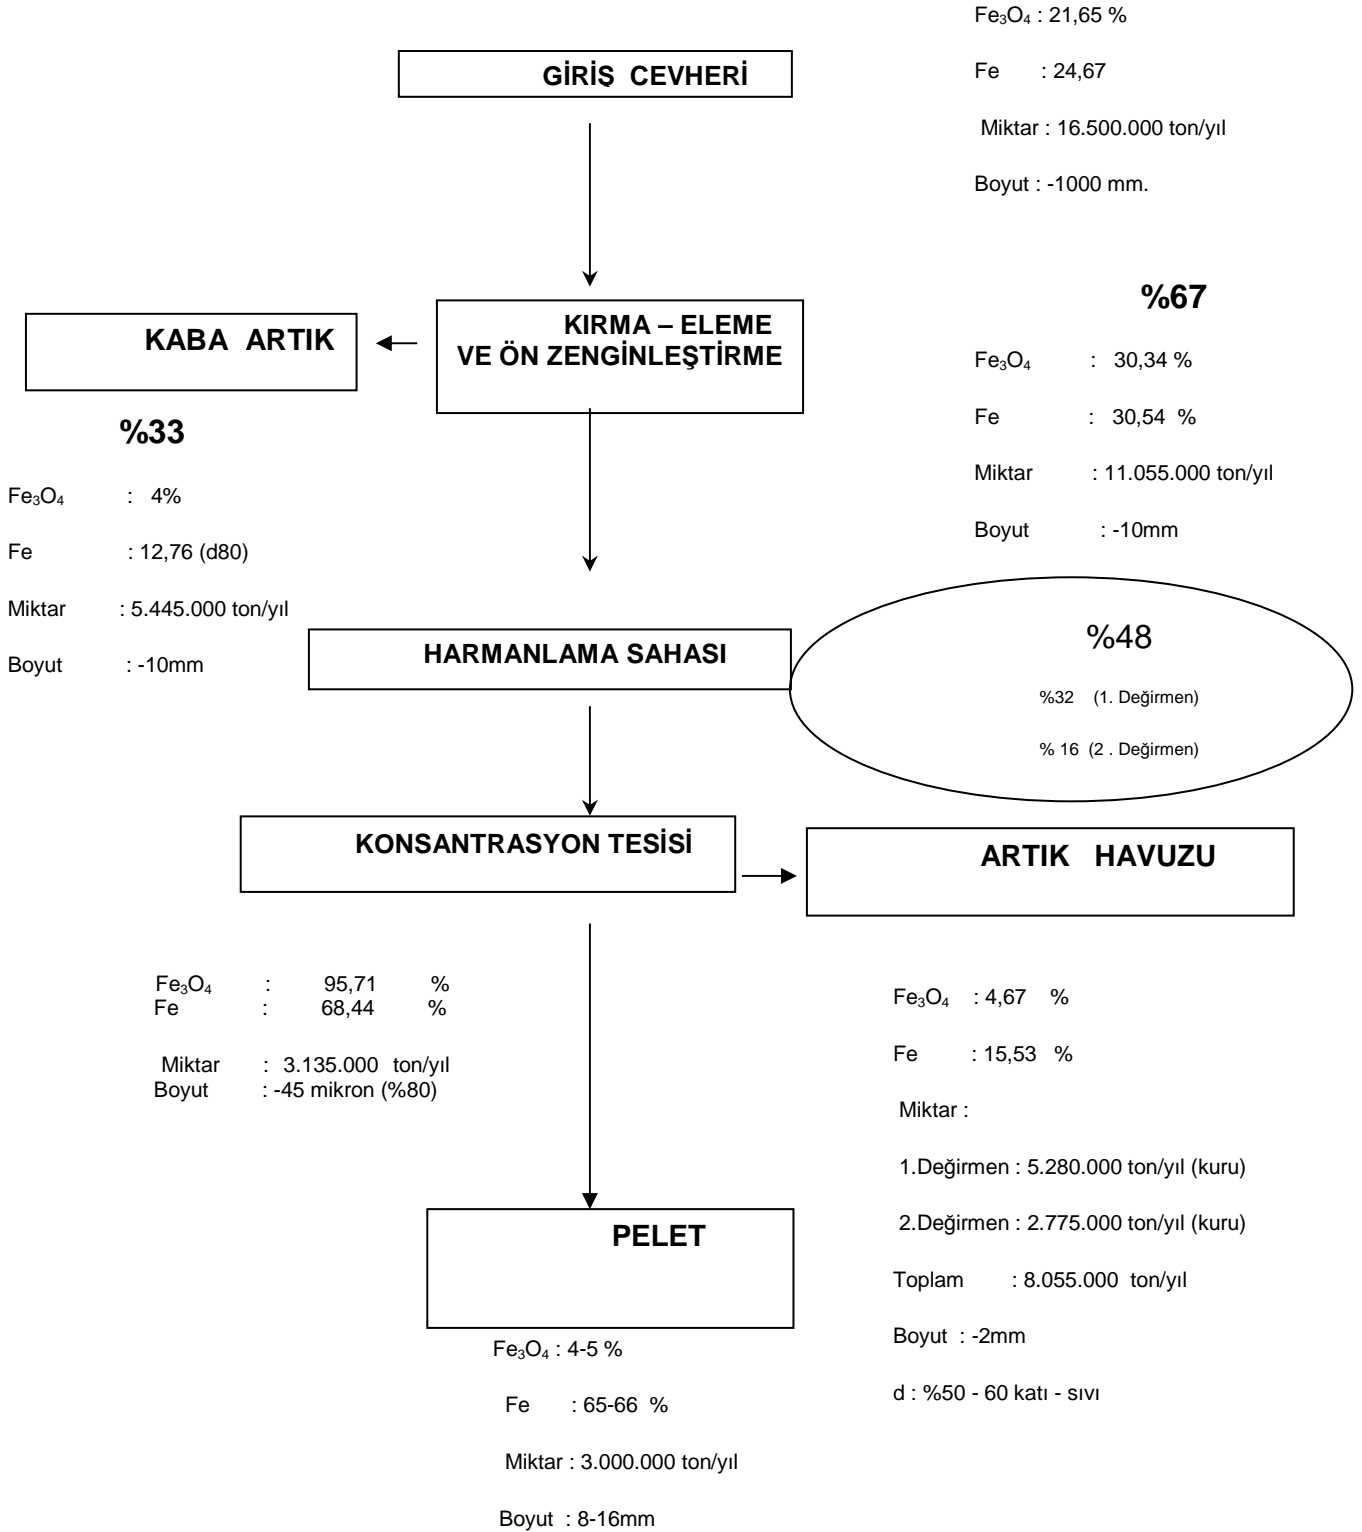 Fe₃O₄ : 21,65 %
Fe : 24,67
Miktar : 16.500.000 ton/yıl
Boyut : -1000 mm.
GİRİŞ CEVHERİ
KIRMA – ELEME
VE ÖN ZENGİNLEŞTİRME
KABA ARTIK
%33
Fe₃O₄ : 4%
Fe : 12,76 (d80)
Miktar : 5.445.000 ton/yıl
Boyut : -10mm
%67
Fe₃O₄ : 30,34 %
Fe : 30,54 %
Miktar : 11.055.000 ton/yıl
Boyut : -10mm
HARMANLAMA SAHASI
%48
%32 (1. Değirmen)
% 16 (2 . Değirmen)
KONSANTRASYON TESİSİ
ARTIK HAVUZU
Fe₃O₄ : 95,71 %
Fe : 68,44 %
Miktar : 3.135.000 ton/yıl
Boyut : -45 mikron (%80)
Fe₃O₄ : 4,67 %
Fe : 15,53 %
Miktar :
1.Değirmen : 5.280.000 ton/yıl (kuru)
2.Değirmen : 2.775.000 ton/yıl (kuru)
Toplam : 8.055.000 ton/yıl
Boyut : -2mm
d : %50 - 60 katı - sıvı
PELET
Fe₃O₄ : 4-5 %
Fe : 65-66 %
Miktar : 3.000.000 ton/yıl
Boyut : 8-16mm